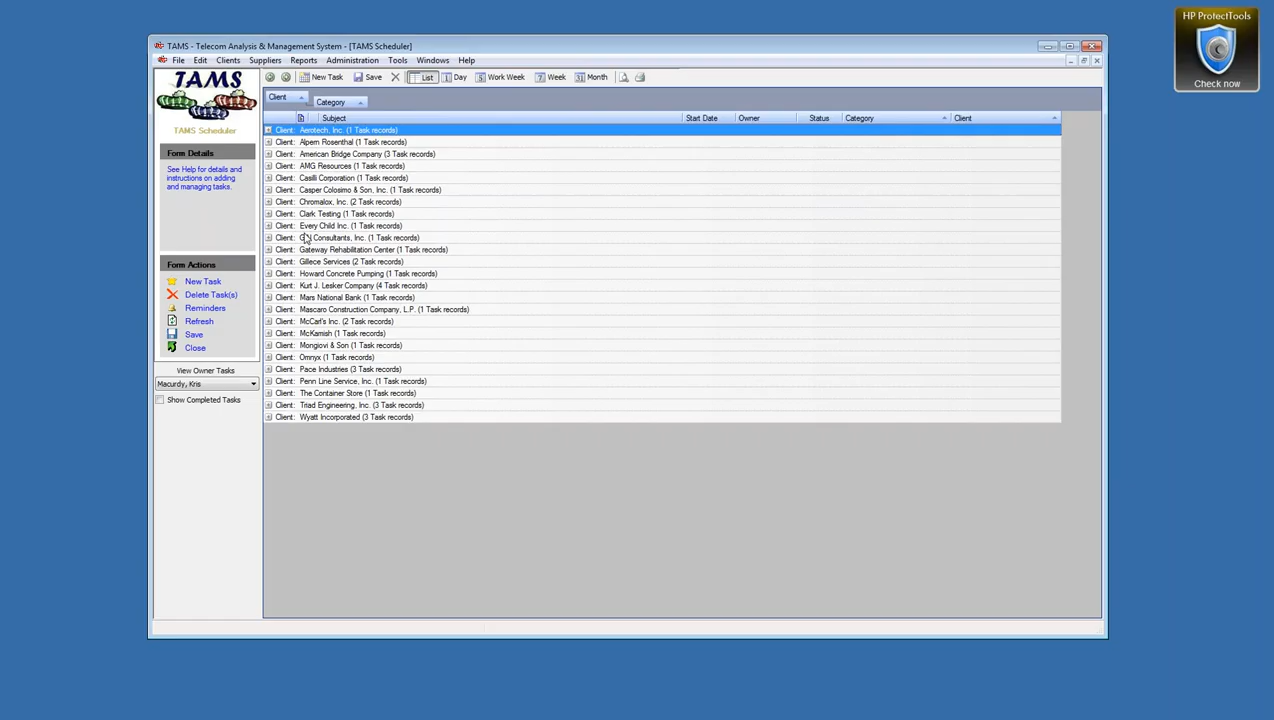 HP ProtectTools
Check now
TAMS - Telecom Analysis & Management System - [TAMS Scheduler]
File Edit Clients Suppliers Reports Administration Tools Windows Help
TAMS
TAMS Scheduler
Form Details
See Help for details and
instructions on adding
and managing tasks.
Form Actions
New Task
Delete Task(s)
Reminders
Refresh
Save
Close
View Owner Tasks
Macurdy, Kris
Show Completed Tasks
New Task Save List Day 5 Work Week 7 Week 31 Month
Client
Category
Subject Start Date Owner Status Category Client
Client: Aerotech, Inc. (1 Task records)
Client: Alpern Rosenthal (1 Task records)
Client: American Bridge Company (3 Task records)
Client: AMG Resources (1 Task records)
Client: Casilli Corporation (1 Task records)
Client: Casper Colosimo & Son, Inc. (1 Task records)
Client: Chromalox, Inc. (2 Task records)
Client: Clark Testing (1 Task records)
Client: Every Child Inc. (1 Task records)
Client: Consultants, Inc. (1 Task records)
Client: Gateway Rehabilitation Center (1 Task records)
Client: Gillece Services (2 Task records)
Client: Howard Concrete Pumping (1 Task records)
Client: Kurt J. Lesker Company (4 Task records)
Client: Mars National Bank (1 Task records)
Client: Mascaro Construction Company, L.P. (1 Task records)
Client: McCarl's Inc. (2 Task records)
Client: McKamish (1 Task records)
Client: Mongiovi & Son (1 Task records)
Client: Omnyx (1 Task records)
Client: Pace Industries (3 Task records)
Client: Penn Line Service, Inc. (1 Task records)
Client: The Container Store (1 Task records)
Client: Triad Engineering, Inc. (3 Task records)
Client: Wyatt Incorporated (3 Task records)